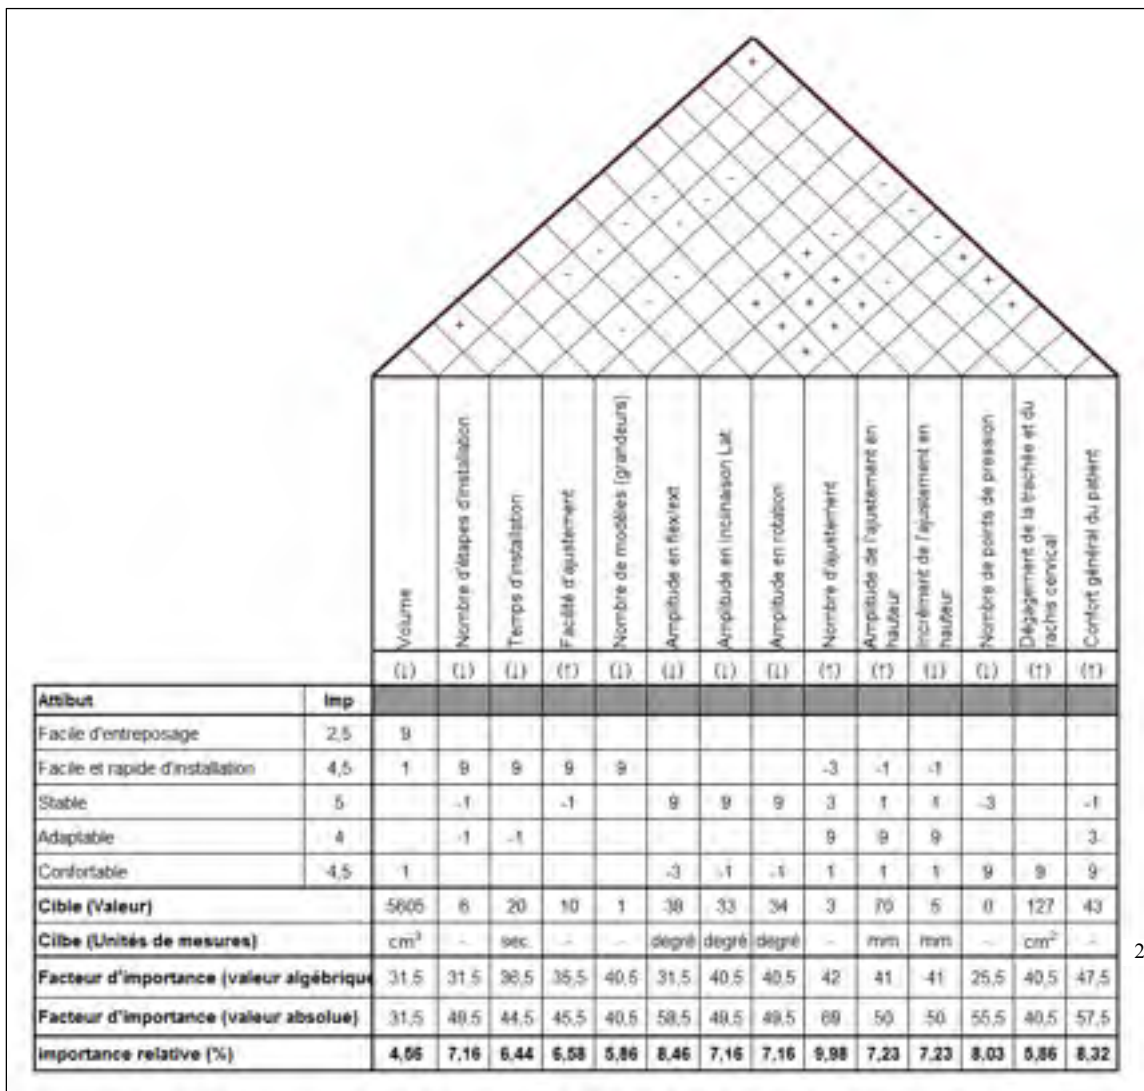 Volume
Nombre d'étapes d'installation
Temps d'installation
Facilité d'ajustement
Nombre de modèles (grandeurs)
Amplitude en flex/ext
Amplitude en inclinaison Lat.
Amplitude en rotation
Nombre d'ajustement
Amplitude de l'ajustement en
hauteur
Incrémant de l'ajustement en
hauteur
Nombre de points de pression
Dégagement de la trachée et du
rachis cervical
Confort général du patient
(↓) (↓) (↓) (↑) (↓) (↓) (↓) (↓) (↑) (↑) (↓) (↓) (↑) (↑)
Attibut Imp
Facile d'entreposage 2,5 9
Facile et rapide d'installation 4,5 1 9 9 9 9 -3 -1 -1
Stable 5 -1 -1 9 9 9 3 1 1 -3 -1
Adaptable 4 -1 -1 9 9 9 3
Confortable 4,5 1 -3 -1 -1 1 1 1 9 9 9
Cible (Valeur) 5605 6 20 10 1 38 33 34 3 70 5 0 127 43
Cilbe (Unités de mesures) cm³ - sec. - - degré degré degré - mm mm - cm² -
Facteur d'importance (valeur algébrique 31,5 31,5 36,5 35,5 40,5 31,5 40,5 40,5 42 41 41 25,5 40,5 47,5
Facteur d'importance (valeur absolue) 31,5 49,5 44,5 45,5 40,5 58,5 49,5 49,5 69 50 50 55,5 40,5 57,5
importance relative (%) 4,56 7,16 6,44 6,58 5,86 8,46 7,16 7,16 9,98 7,23 7,23 8,03 5,86 8,32
2